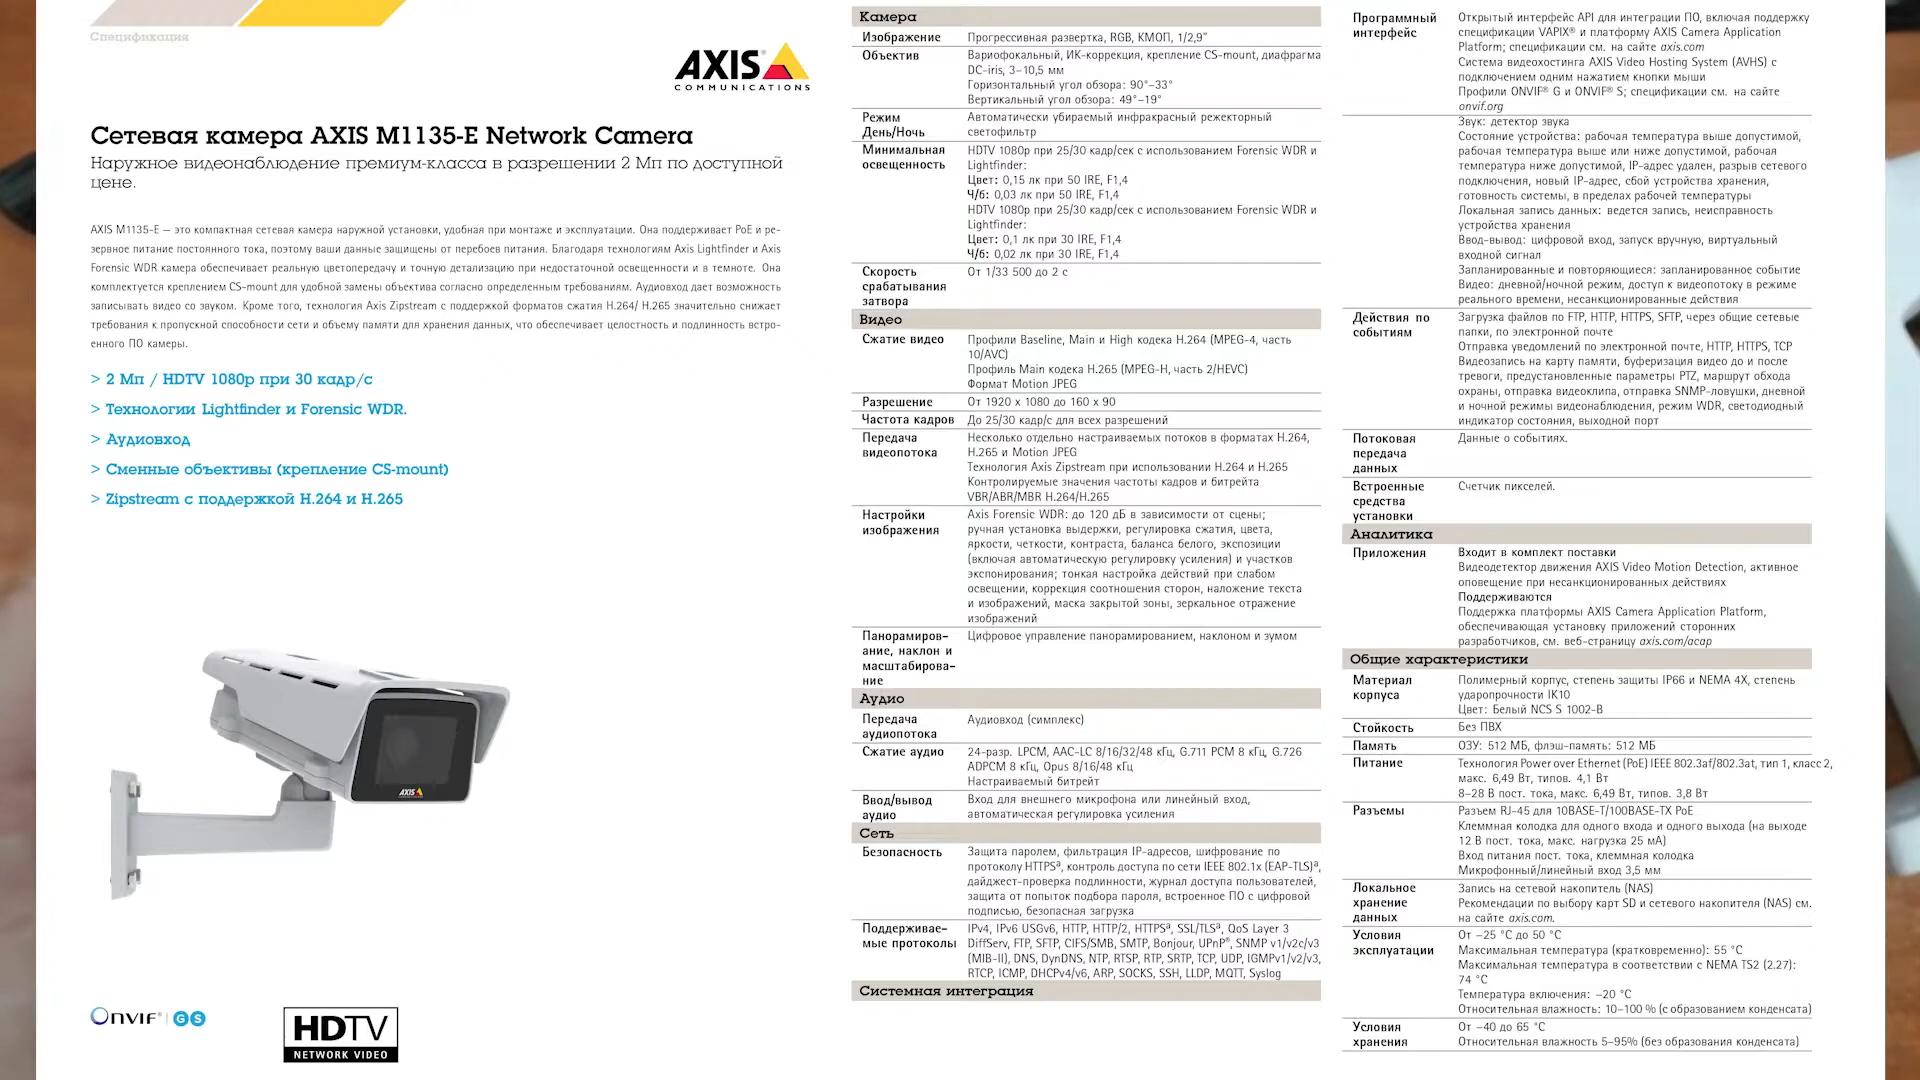 Спецификация
AXIS
COMMUNICATIONS
Сетевая камера AXIS M1135-E Network Camera
Наружное видеонаблюдение премиум-класса в разрешении 2 Мп по доступной
цене.
AXIS M1135-E — это компактная сетевая камера наружной установки, удобная при монтаже и эксплуатации. Она поддерживает PoE и ре-
зервное питание постоянного тока, поэтому ваши данные защищены от перебоев питания. Благодаря технологиям Axis Lightfinder и Axis
Forensic WDR камера обеспечивает реальную цветопередачу и точную детализацию при недостаточной освещенности и в темноте. Она
комплектуется креплением CS-mount для удобной замены объектива согласно определенным требованиям. Аудиовход дает возможность
записывать видео со звуком. Кроме того, технология Axis Zipstream с поддержкой форматов сжатия H.264/ H.265 значительно снижает
требования к пропускной способности сети и объему памяти для хранения данных, что обеспечивает целостность и подлинность встро-
енного ПО камеры.
> 2 Мп / HDTV 1080p при 30 кадр/с
> Технологии Lightfinder и Forensic WDR.
> Аудиовход
> Сменные объективы (крепление CS-mount)
> Zipstream с поддержкой H.264 и H.265
AXIS
ONVIF® | G S
HDTV
NETWORK VIDEO
Камера
Изображение Прогрессивная развертка, RGB, КМОП, 1/2,9"
Объектив Вариофокальный, ИК-коррекция, крепление CS-mount, диафрагма
DC-iris, 3–10,5 мм
Горизонтальный угол обзора: 90°–33°
Вертикальный угол обзора: 49°–19°
Режим Автоматически убираемый инфракрасный режекторный
День/Ночь светофильтр
Минимальная HDTV 1080p при 25/30 кадр/сек с использованием Forensic WDR и
освещенность Lightfinder:
Цвет: 0,15 лк при 50 IRE, F1,4
Ч/б: 0,03 лк при 50 IRE, F1,4
HDTV 1080p при 25/30 кадр/сек с использованием Forensic WDR и
Lightfinder:
Цвет: 0,1 лк при 30 IRE, F1,4
Ч/б: 0,02 лк при 30 IRE, F1,4
Скорость От 1/33 500 до 2 с
срабатывания
затвора
Видео
Сжатие видео Профили Baseline, Main и High кодека H.264 (MPEG-4, часть
10/AVC)
Профиль Main кодека H.265 (MPEG-H, часть 2/HEVC)
Формат Motion JPEG
Разрешение От 1920 x 1080 до 160 x 90
Частота кадров До 25/30 кадр/с для всех разрешений
Передача Несколько отдельно настраиваемых потоков в форматах H.264,
видеопотока H.265 и Motion JPEG
Технология Axis Zipstream при использовании H.264 и H.265
Контролируемые значения частоты кадров и битрейта
VBR/ABR/MBR H.264/H.265
Настройки Axis Forensic WDR: до 120 дБ в зависимости от сцены;
изображения ручная установка выдержки, регулировка сжатия, цвета,
яркости, четкости, контраста, баланса белого, экспозиции
(включая автоматическую регулировку усиления) и участков
экспонирования; тонкая настройка действий при слабом
освещении, коррекция соотношения сторон, наложение текста
и изображений, маска закрытой зоны, зеркальное отражение
изображений
Панорамиров- Цифровое управление панорамированием, наклоном и зумом
ание, наклон и
масштабирова-
ние
Аудио
Передача Аудиовход (симплекс)
аудиопотока
Сжатие аудио 24-разр. LPCM, AAC-LC 8/16/32/48 кГц, G.711 PCM 8 кГц, G.726
ADPCM 8 кГц, Opus 8/16/48 кГц
Настраиваемый битрейт
Ввод/вывод Вход для внешнего микрофона или линейный вход,
аудио автоматическая регулировка усиления
Сеть
Безопасность Защита паролем, фильтрация IP-адресов, шифрование по
протоколу HTTPSª, контроль доступа по сети IEEE 802.1x (EAP-TLS)ª,
дайджест-проверка подлинности, журнал доступа пользователей,
защита от попыток подбора пароля, встроенное ПО с цифровой
подписью, безопасная загрузка
Поддерживае- IPv4, IPv6 USGv6, HTTP, HTTP/2, HTTPSª, SSL/TLSª, QoS Layer 3
мые протоколы DiffServ, FTP, SFTP, CIFS/SMB, SMTP, Bonjour, UPnP®, SNMP v1/v2c/v3
(MIB-II), DNS, DynDNS, NTP, RTSP, RTP, SRTP, TCP, UDP, IGMPv1/v2/v3,
RTCP, ICMP, DHCPv4/v6, ARP, SOCKS, SSH, LLDP, MQTT, Syslog
Системная интеграция
Программный Открытый интерфейс API для интеграции ПО, включая поддержку
интерфейс спецификации VAPIX® и платформу AXIS Camera Application
Platform; спецификации см. на сайте axis.com
Система видеохостинга AXIS Video Hosting System (AVHS) с
подключением одним нажатием кнопки мыши
Профили ONVIF® G и ONVIF® S; спецификации см. на сайте
onvif.org
Звук: детектор звука
Состояние устройства: рабочая температура выше допустимой,
рабочая температура выше или ниже допустимой, рабочая
температура ниже допустимой, IP-адрес удален, разрыв сетевого
подключения, новый IP-адрес, сбой устройства хранения,
готовность системы, в пределах рабочей температуры
Локальная запись данных: ведется запись, неисправность
устройства хранения
Ввод-вывод: цифровой вход, запуск вручную, виртуальный
входной сигнал
Запланированные и повторяющиеся: запланированное событие
Видео: дневной/ночной режим, доступ к видеопотоку в режиме
реального времени, несанкционированные действия
Действия по Загрузка файлов по FTP, HTTP, HTTPS, SFTP, через общие сетевые
событиям папки, по электронной почте
Отправка уведомлений по электронной почте, HTTP, HTTPS, TCP
Видеозапись на карту памяти, буферизация видео до и после
тревоги, предустановленные параметры PTZ, маршрут обхода
охраны, отправка видеоклипа, отправка SNMP-ловушки, дневной
и ночной режимы видеонаблюдения, режим WDR, светодиодный
индикатор состояния, выходной порт
Потоковая Данные о событиях.
передача
данных
Встроенные Счетчик пикселей.
средства
установки
Аналитика
Приложения Входит в комплект поставки
Видеодетектор движения AXIS Video Motion Detection, активное
оповещение при несанкционированных действиях
Поддерживаются
Поддержка платформы AXIS Camera Application Platform,
обеспечивающая установку приложений сторонних
разработчиков, см. веб-страницу axis.com/acap
Общие характеристики
Материал Полимерный корпус, степень защиты IP66 и NEMA 4X, степень
корпуса ударопрочности IK10
Цвет: Белый NCS S 1002-B
Стойкость Без ПВХ
Память ОЗУ: 512 МБ, флэш-память: 512 МБ
Питание Технология Power over Ethernet (PoE) IEEE 802.3af/802.3at, тип 1, класс 2,
макс. 6,49 Вт, типов. 4,1 Вт
8–28 В пост. тока, макс. 6,49 Вт, типов. 3,8 Вт
Разъемы Разъем RJ-45 для 10BASE-T/100BASE-TX PoE
Клеммная колодка для одного входа и одного выхода (на выходе
12 В пост. тока, макс. нагрузка 25 мА)
Вход питания пост. тока, клеммная колодка
Микрофонный/линейный вход 3,5 мм
Локальное Запись на сетевой накопитель (NAS)
хранение Рекомендации по выбору карт SD и сетевого накопителя (NAS) см.
данных на сайте axis.com.
Условия От –25 °C до 50 °C
эксплуатации Максимальная температура (кратковременно): 55 °C
Максимальная температура в соответствии с NEMA TS2 (2.27):
74 °C
Температура включения: –20 °C
Относительная влажность: 10–100 % (с образованием конденсата)
Условия От –40 до 65 °C
хранения Относительная влажность 5–95% (без образования конденсата)